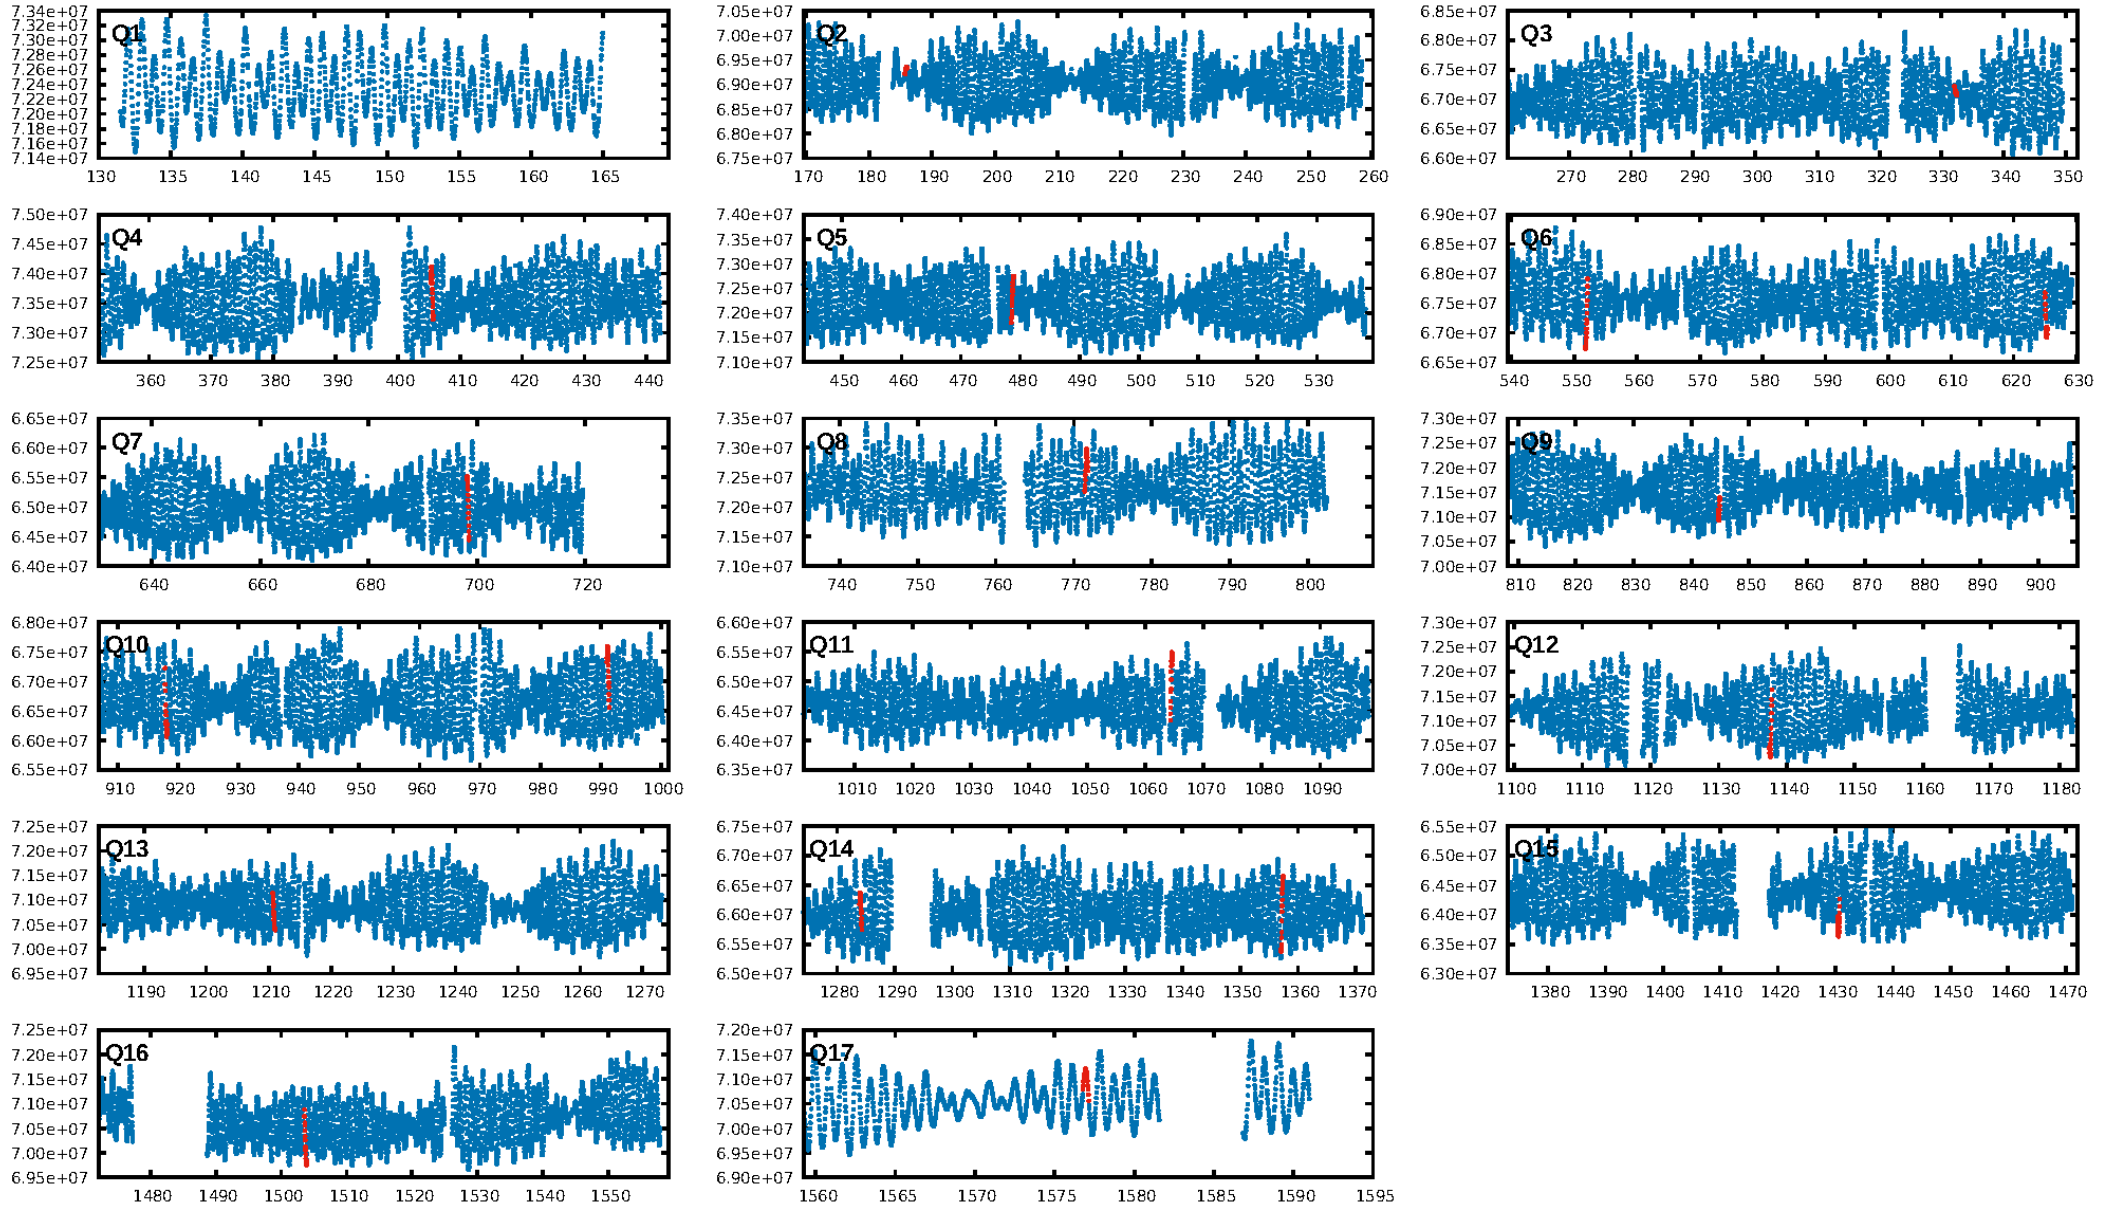 Q1
7.34e+07
7.32e+07
7.30e+07
7.28e+07
7.26e+07
7.24e+07
7.22e+07
7.20e+07
7.18e+07
7.16e+07
7.14e+07
130 135 140 145 150 155 160 165
Q2
7.05e+07
7.00e+07
6.95e+07
6.90e+07
6.85e+07
6.80e+07
6.75e+07
170 180 190 200 210 220 230 240 250 260
Q3
6.85e+07
6.80e+07
6.75e+07
6.70e+07
6.65e+07
6.60e+07
270 280 290 300 310 320 330 340 350
Q4
7.50e+07
7.45e+07
7.40e+07
7.35e+07
7.30e+07
7.25e+07
360 370 380 390 400 410 420 430 440
Q5
7.40e+07
7.35e+07
7.30e+07
7.25e+07
7.20e+07
7.15e+07
7.10e+07
450 460 470 480 490 500 510 520 530
Q6
6.90e+07
6.85e+07
6.80e+07
6.75e+07
6.70e+07
6.65e+07
540 550 560 570 580 590 600 610 620 630
Q7
6.65e+07
6.60e+07
6.55e+07
6.50e+07
6.45e+07
6.40e+07
640 660 680 700 720
Q8
7.35e+07
7.30e+07
7.25e+07
7.20e+07
7.15e+07
7.10e+07
740 750 760 770 780 790 800
Q9
7.30e+07
7.25e+07
7.20e+07
7.15e+07
7.10e+07
7.05e+07
7.00e+07
810 820 830 840 850 860 870 880 890 900
Q10
6.80e+07
6.75e+07
6.70e+07
6.65e+07
6.60e+07
6.55e+07
910 920 930 940 950 960 970 980 990 1000
Q11
6.60e+07
6.55e+07
6.50e+07
6.45e+07
6.40e+07
6.35e+07
1010 1020 1030 1040 1050 1060 1070 1080 1090
Q12
7.30e+07
7.25e+07
7.20e+07
7.15e+07
7.10e+07
7.05e+07
7.00e+07
1100 1110 1120 1130 1140 1150 1160 1170 1180
Q13
7.25e+07
7.20e+07
7.15e+07
7.10e+07
7.05e+07
7.00e+07
6.95e+07
1190 1200 1210 1220 1230 1240 1250 1260 1270
Q14
6.75e+07
6.70e+07
6.65e+07
6.60e+07
6.55e+07
6.50e+07
1280 1290 1300 1310 1320 1330 1340 1350 1360 1370
Q15
6.55e+07
6.50e+07
6.45e+07
6.40e+07
6.35e+07
6.30e+07
1380 1390 1400 1410 1420 1430 1440 1450 1460 1470
Q16
7.25e+07
7.20e+07
7.15e+07
7.10e+07
7.05e+07
7.00e+07
6.95e+07
1480 1490 1500 1510 1520 1530 1540 1550
Q17
7.20e+07
7.15e+07
7.10e+07
7.05e+07
7.00e+07
6.95e+07
6.90e+07
1560 1565 1570 1575 1580 1585 1590 1595